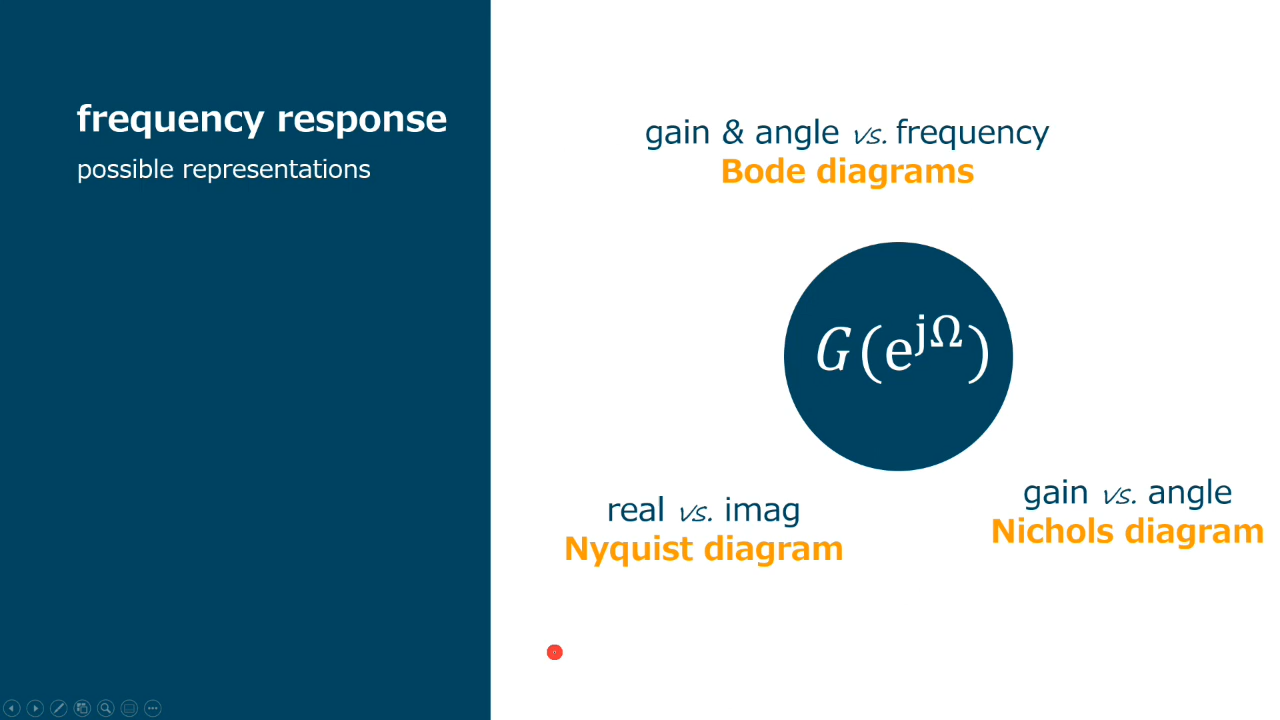 frequency response
possible representations
gain & angle vs. frequency
Bode diagrams
G(e^jΩ)
real vs. imag
Nyquist diagram
gain vs. angle
Nichols diagram